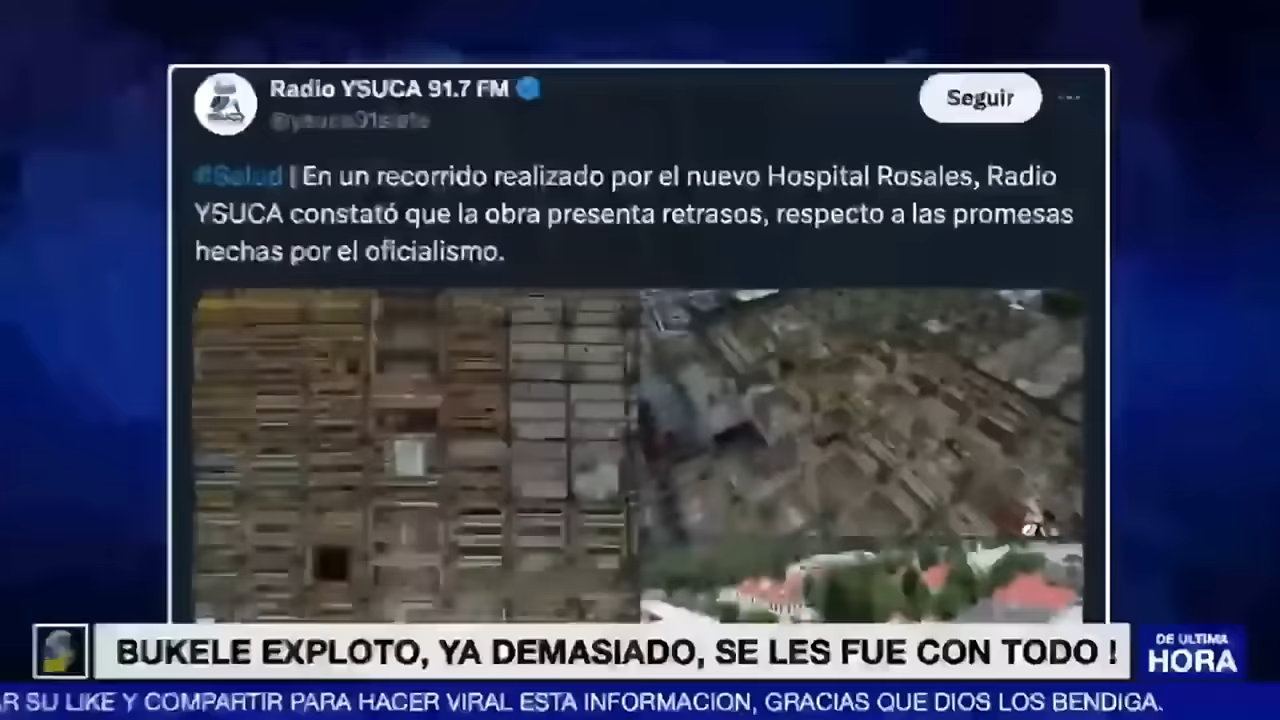 Radio YSUCA 91.7 FM
@ysuca91siete
Seguir
#Salud | En un recorrido realizado por el nuevo Hospital Rosales, Radio
YSUCA constató que la obra presenta retrasos, respecto a las promesas
hechas por el oficialismo.
BUKELE EXPLOTO, YA DEMASIADO, SE LES FUE CON TODO !
DE ULTIMA
HORA
AR SU LIKE Y COMPARTIR PARA HACER VIRAL ESTA INFORMACION, GRACIAS QUE DIOS LOS BENDIGA.